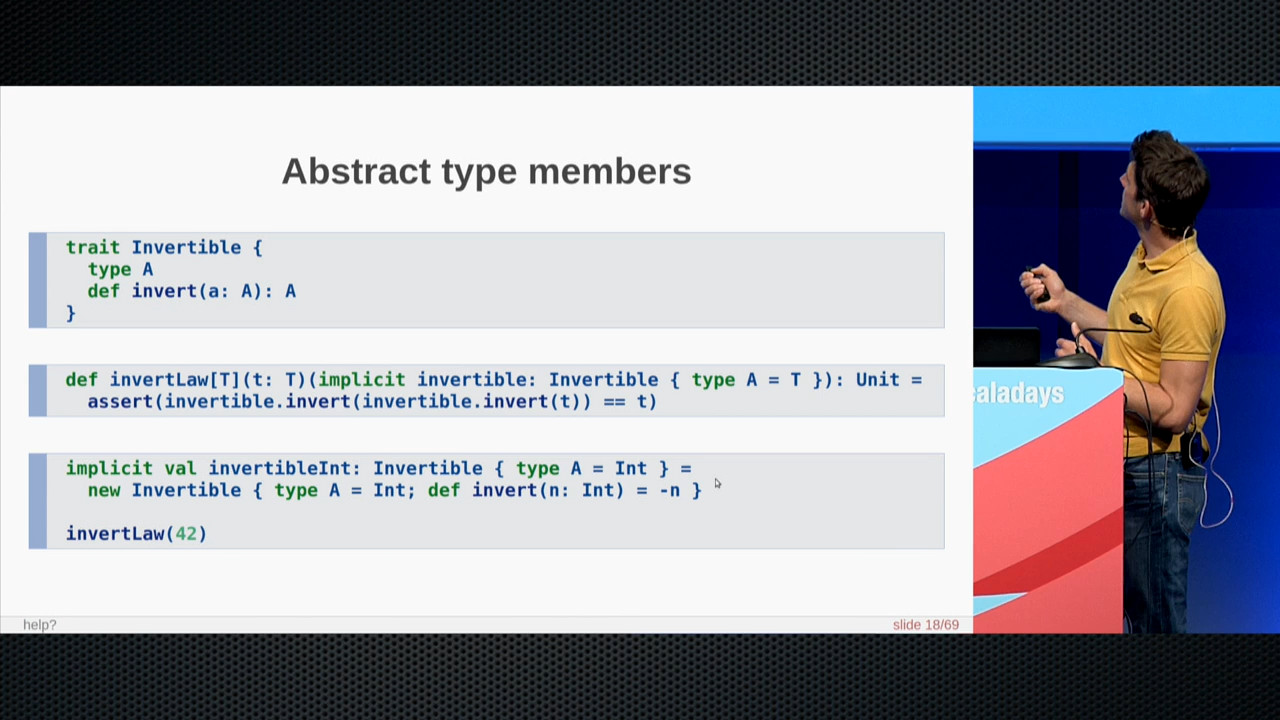 Abstract type members
trait Invertible {
  type A
  def invert(a: A): A
}
def invertLaw[T](t: T)(implicit invertible: Invertible { type A = T }): Unit =
  assert(invertible.invert(invertible.invert(t)) == t)
implicit val invertibleInt: Invertible { type A = Int } =
  new Invertible { type A = Int; def invert(n: Int) = -n }
invertLaw(42)
help?
slide 18/69
caladays